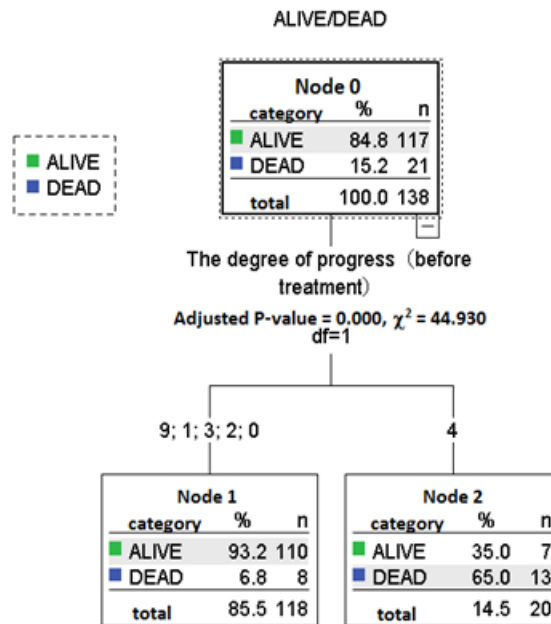 ALIVE/DEAD
Node 0
category % n
ALIVE 84.8 117
DEAD 15.2 21
total 100.0 138
ALIVE
DEAD
The degree of progress (before
treatment)
Adjusted P-value = 0.000, χ² = 44.930
df=1
9; 1; 3; 2; 0
4
Node 1
category % n
ALIVE 93.2 110
DEAD 6.8 8
total 85.5 118
Node 2
category % n
ALIVE 35.0 7
DEAD 65.0 13
total 14.5 20